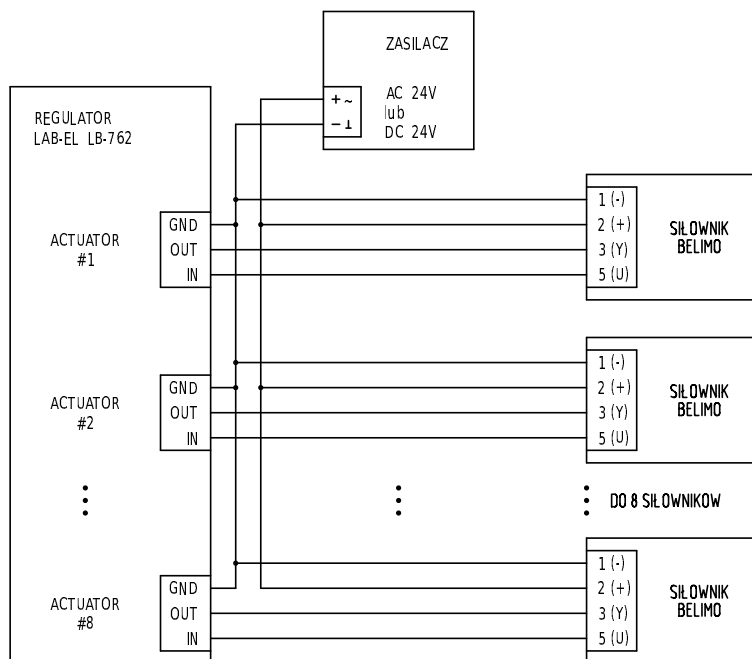 ZASILACZ
+ ~
AC 24V
lub
- ⊥
DC 24V
REGULATOR
LAB-EL LB-762
ACTUATOR
#1
GND
OUT
IN
1 (-)
2 (+)
3 (Y)
5 (U)
SIŁOWNIK
BELIMO
ACTUATOR
#2
GND
OUT
IN
1 (-)
2 (+)
3 (Y)
5 (U)
SIŁOWNIK
BELIMO
DO 8 SIŁOWNIKOW
ACTUATOR
#8
GND
OUT
IN
1 (-)
2 (+)
3 (Y)
5 (U)
SIŁOWNIK
BELIMO